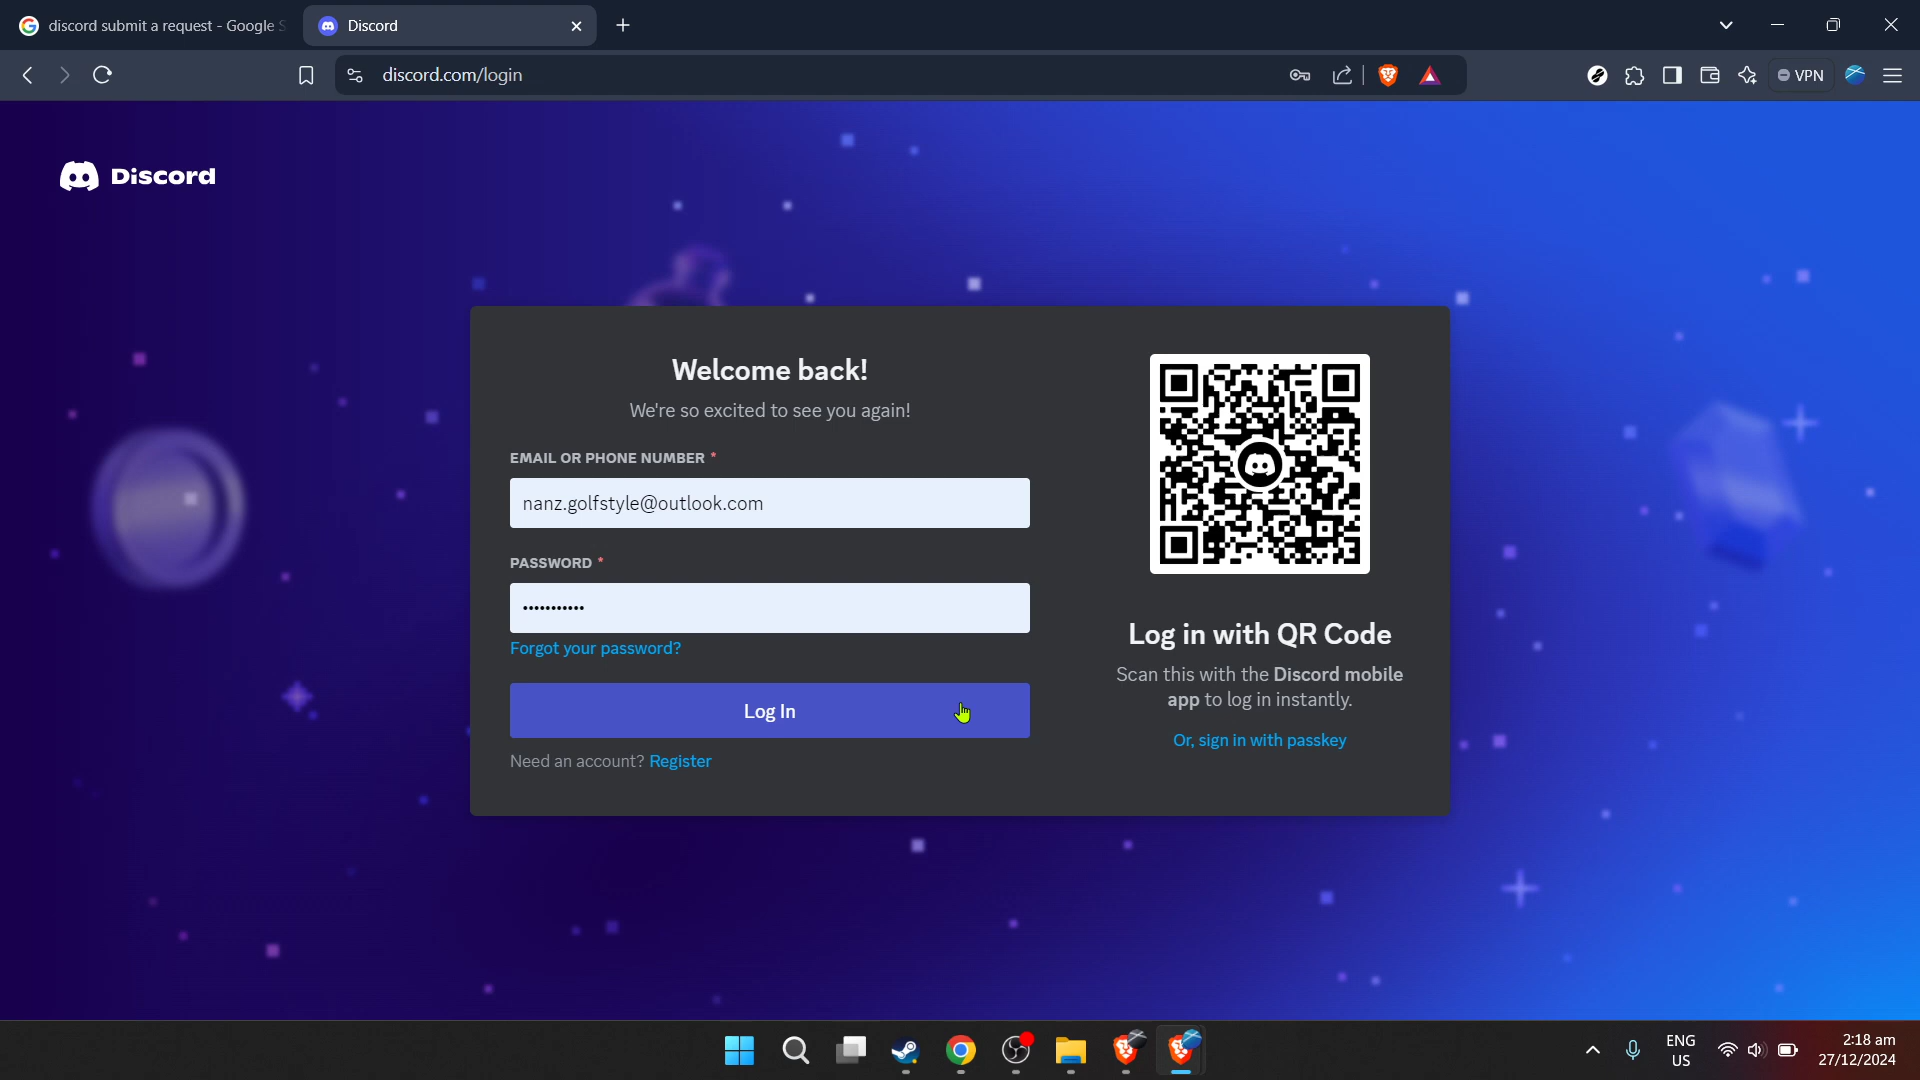 discord submit a request - Google S
Discord
discord.com/login
VPN
Discord
Welcome back!
We're so excited to see you again!
EMAIL OR PHONE NUMBER *
nanz.golfstyle@outlook.com
PASSWORD *
•••••••••••
Forgot your password?
Log In
Need an account? Register
Log in with QR Code
Scan this with the Discord mobile
app to log in instantly.
Or, sign in with passkey
ENG
US
2:18 am
27/12/2024